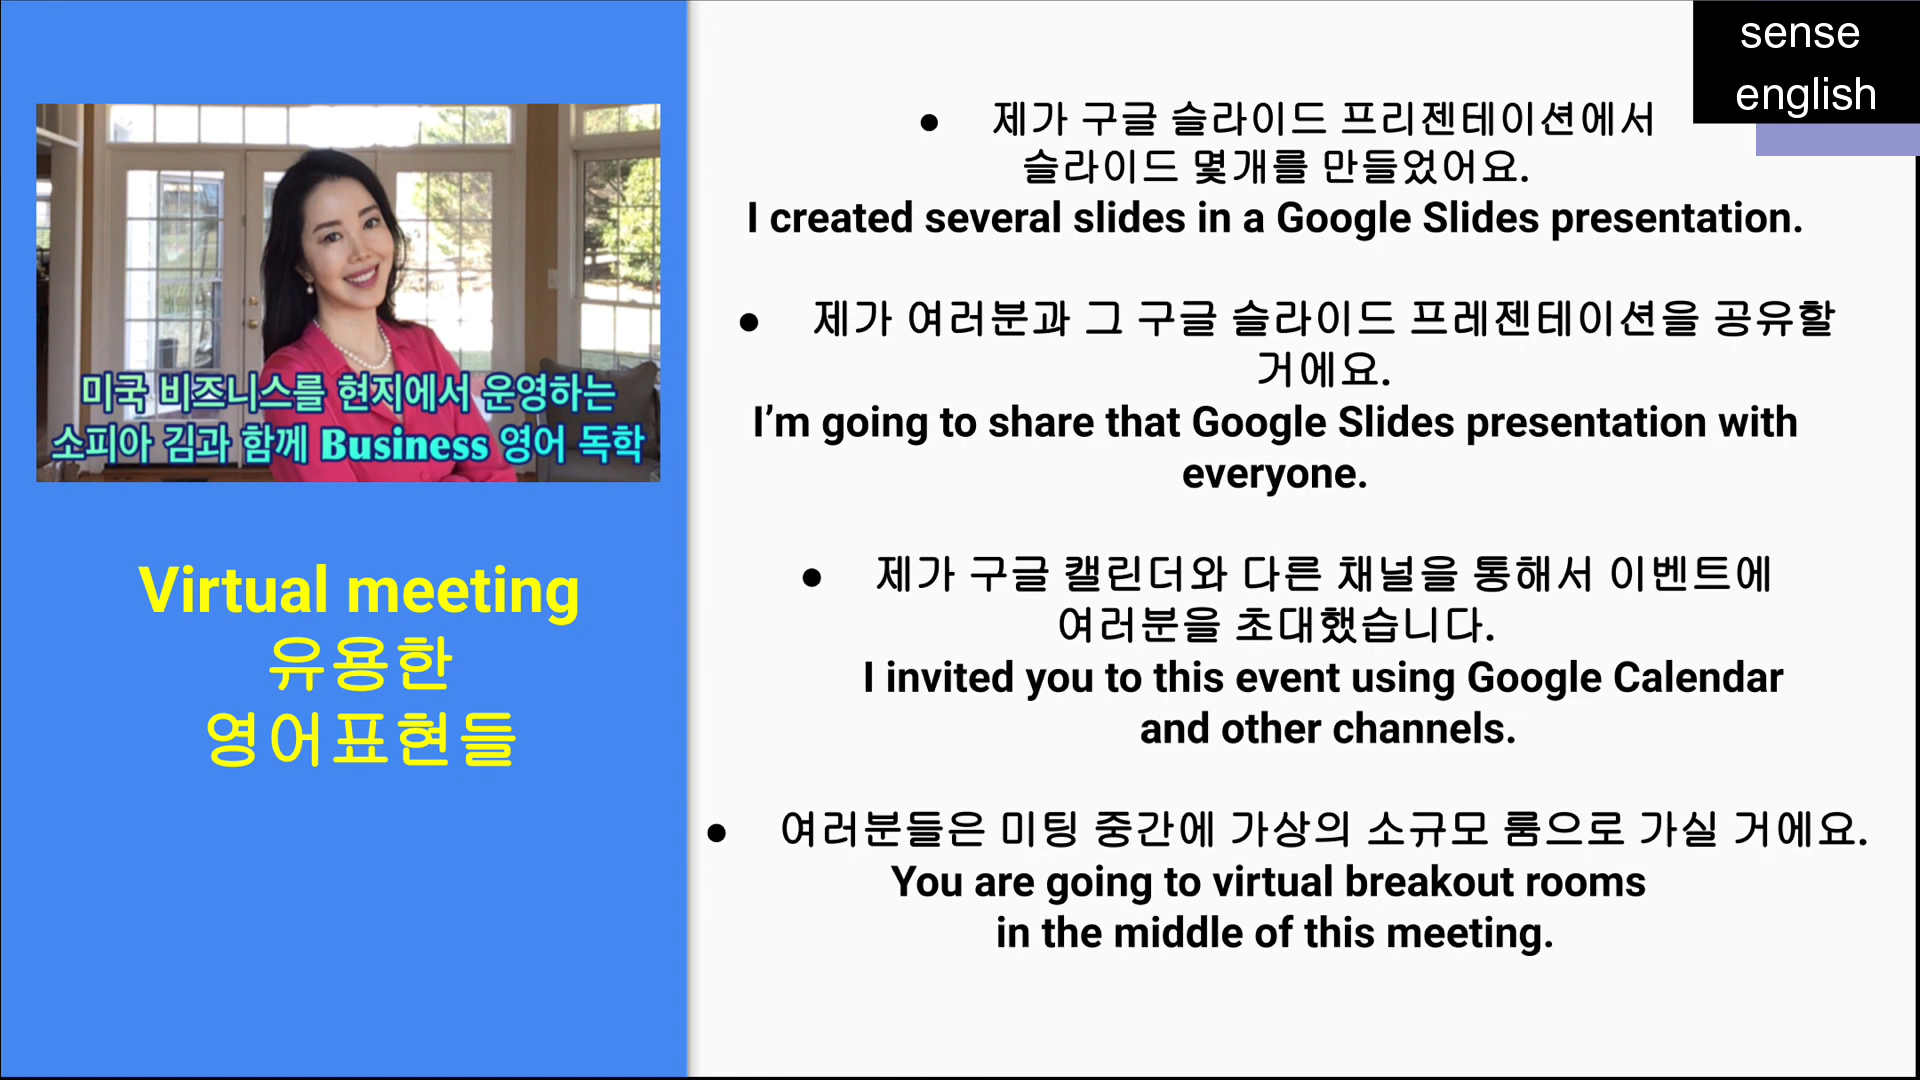 sense
english
미국 비즈니스를 현지에서 운영하는
소피아 김과 함께 Business 영어 독학
Virtual meeting
유용한
영어표현들
● 제가 구글 슬라이드 프리젠테이션에서
슬라이드 몇개를 만들었어요.
I created several slides in a Google Slides presentation.
● 제가 여러분과 그 구글 슬라이드 프레젠테이션을 공유할
거에요.
I’m going to share that Google Slides presentation with
everyone.
● 제가 구글 캘린더와 다른 채널을 통해서 이벤트에
여러분을 초대했습니다.
I invited you to this event using Google Calendar
and other channels.
● 여러분들은 미팅 중간에 가상의 소규모 룸으로 가실 거에요.
You are going to virtual breakout rooms
in the middle of this meeting.